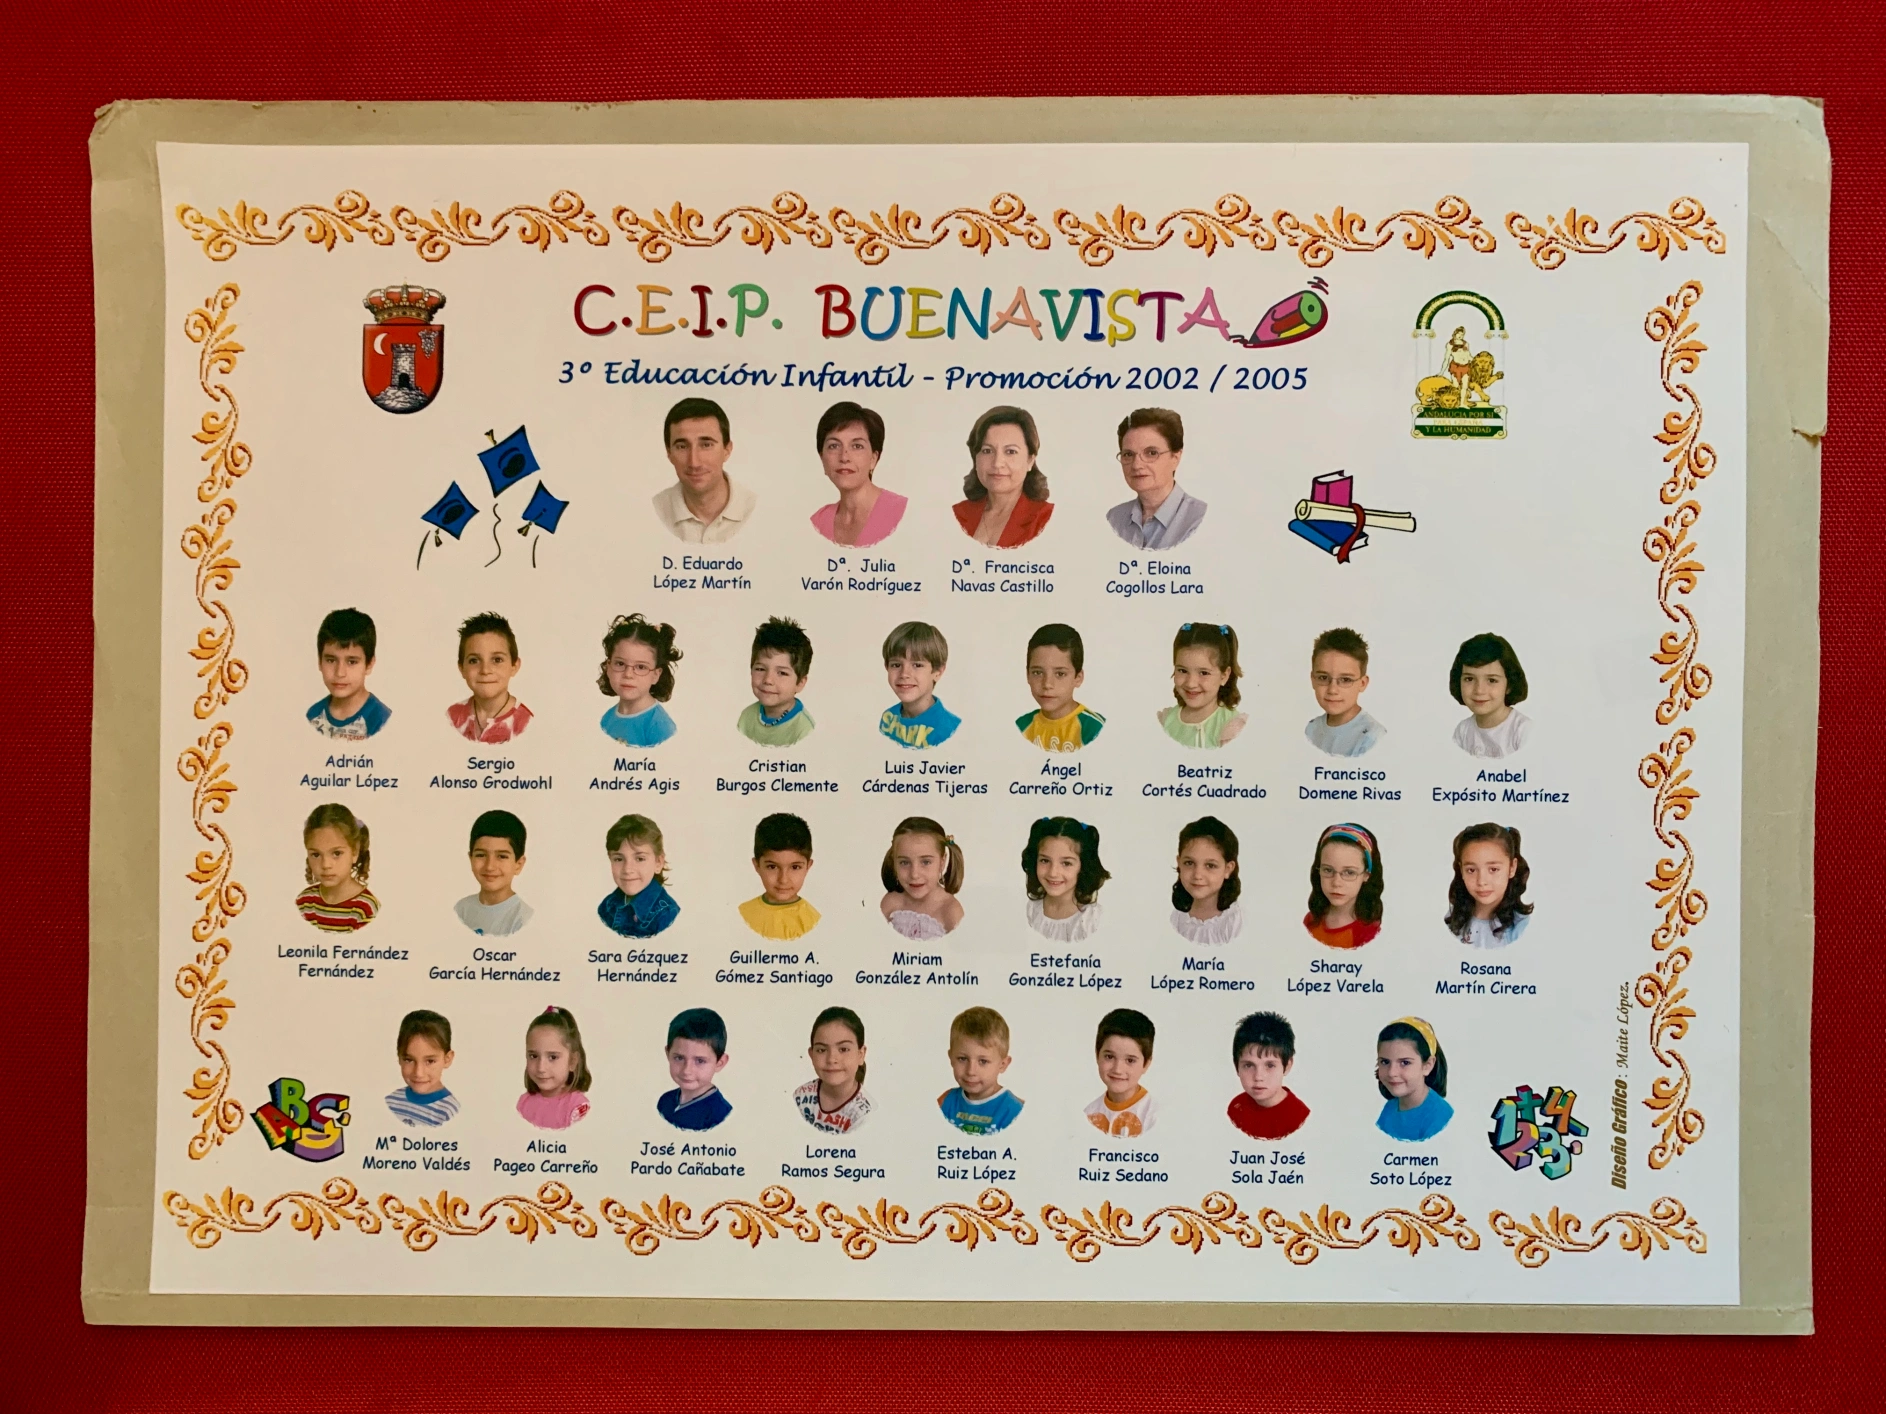 C.E.I.P. BUENAVISTA
3º Educación Infantil - Promoción 2002 / 2005
ANDALUCIA POR SI
Y LA HUMANIDAD
D. Eduardo
López Martín
Dª. Julia
Varón Rodríguez
Dª. Francisca
Navas Castillo
Dª. Eloina
Cogollos Lara
Adrián
Aguilar López
Sergio
Alonso Grodwohl
María
Andrés Agis
Cristian
Burgos Clemente
Luis Javier
Cárdenas Tijeras
Ángel
Carreño Ortiz
Beatriz
Cortés Cuadrado
Francisco
Domene Rivas
Anabel
Expósito Martínez
Leonila Fernández
Fernández
Oscar
García Hernández
Sara Gázquez
Hernández
Guillermo A.
Gómez Santiago
Miriam
González Antolín
Estefanía
González López
María
López Romero
Sharay
López Varela
Rosana
Martín Cirera
Mª Dolores
Moreno Valdés
Alicia
Pageo Carreño
José Antonio
Pardo Cañabate
Lorena
Ramos Segura
Esteban A.
Ruiz López
Francisco
Ruiz Sedano
Juan José
Sola Jaén
Carmen
Soto López
ABC
1+4
23
Diseño Gráfico: Maite López.